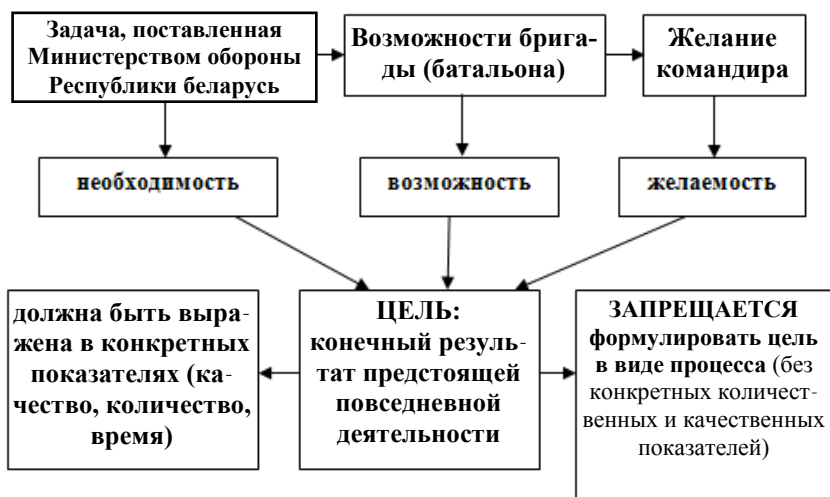 Задача, поставленная
Министерством обороны
Республики беларусь
Возможности брига-
ды (батальона)
Желание
командира
необходимость
возможность
желаемость
должна быть выра-
жена в конкретных
показателях (ка-
чество, количество,
время)
ЦЕЛЬ:
конечный резуль-
тат предстоящей
повседневной
деятельности
ЗАПРЕЩАЕТСЯ
формулировать цель
в виде процесса (без
конкретных количест-
венных и качественных
показателей)